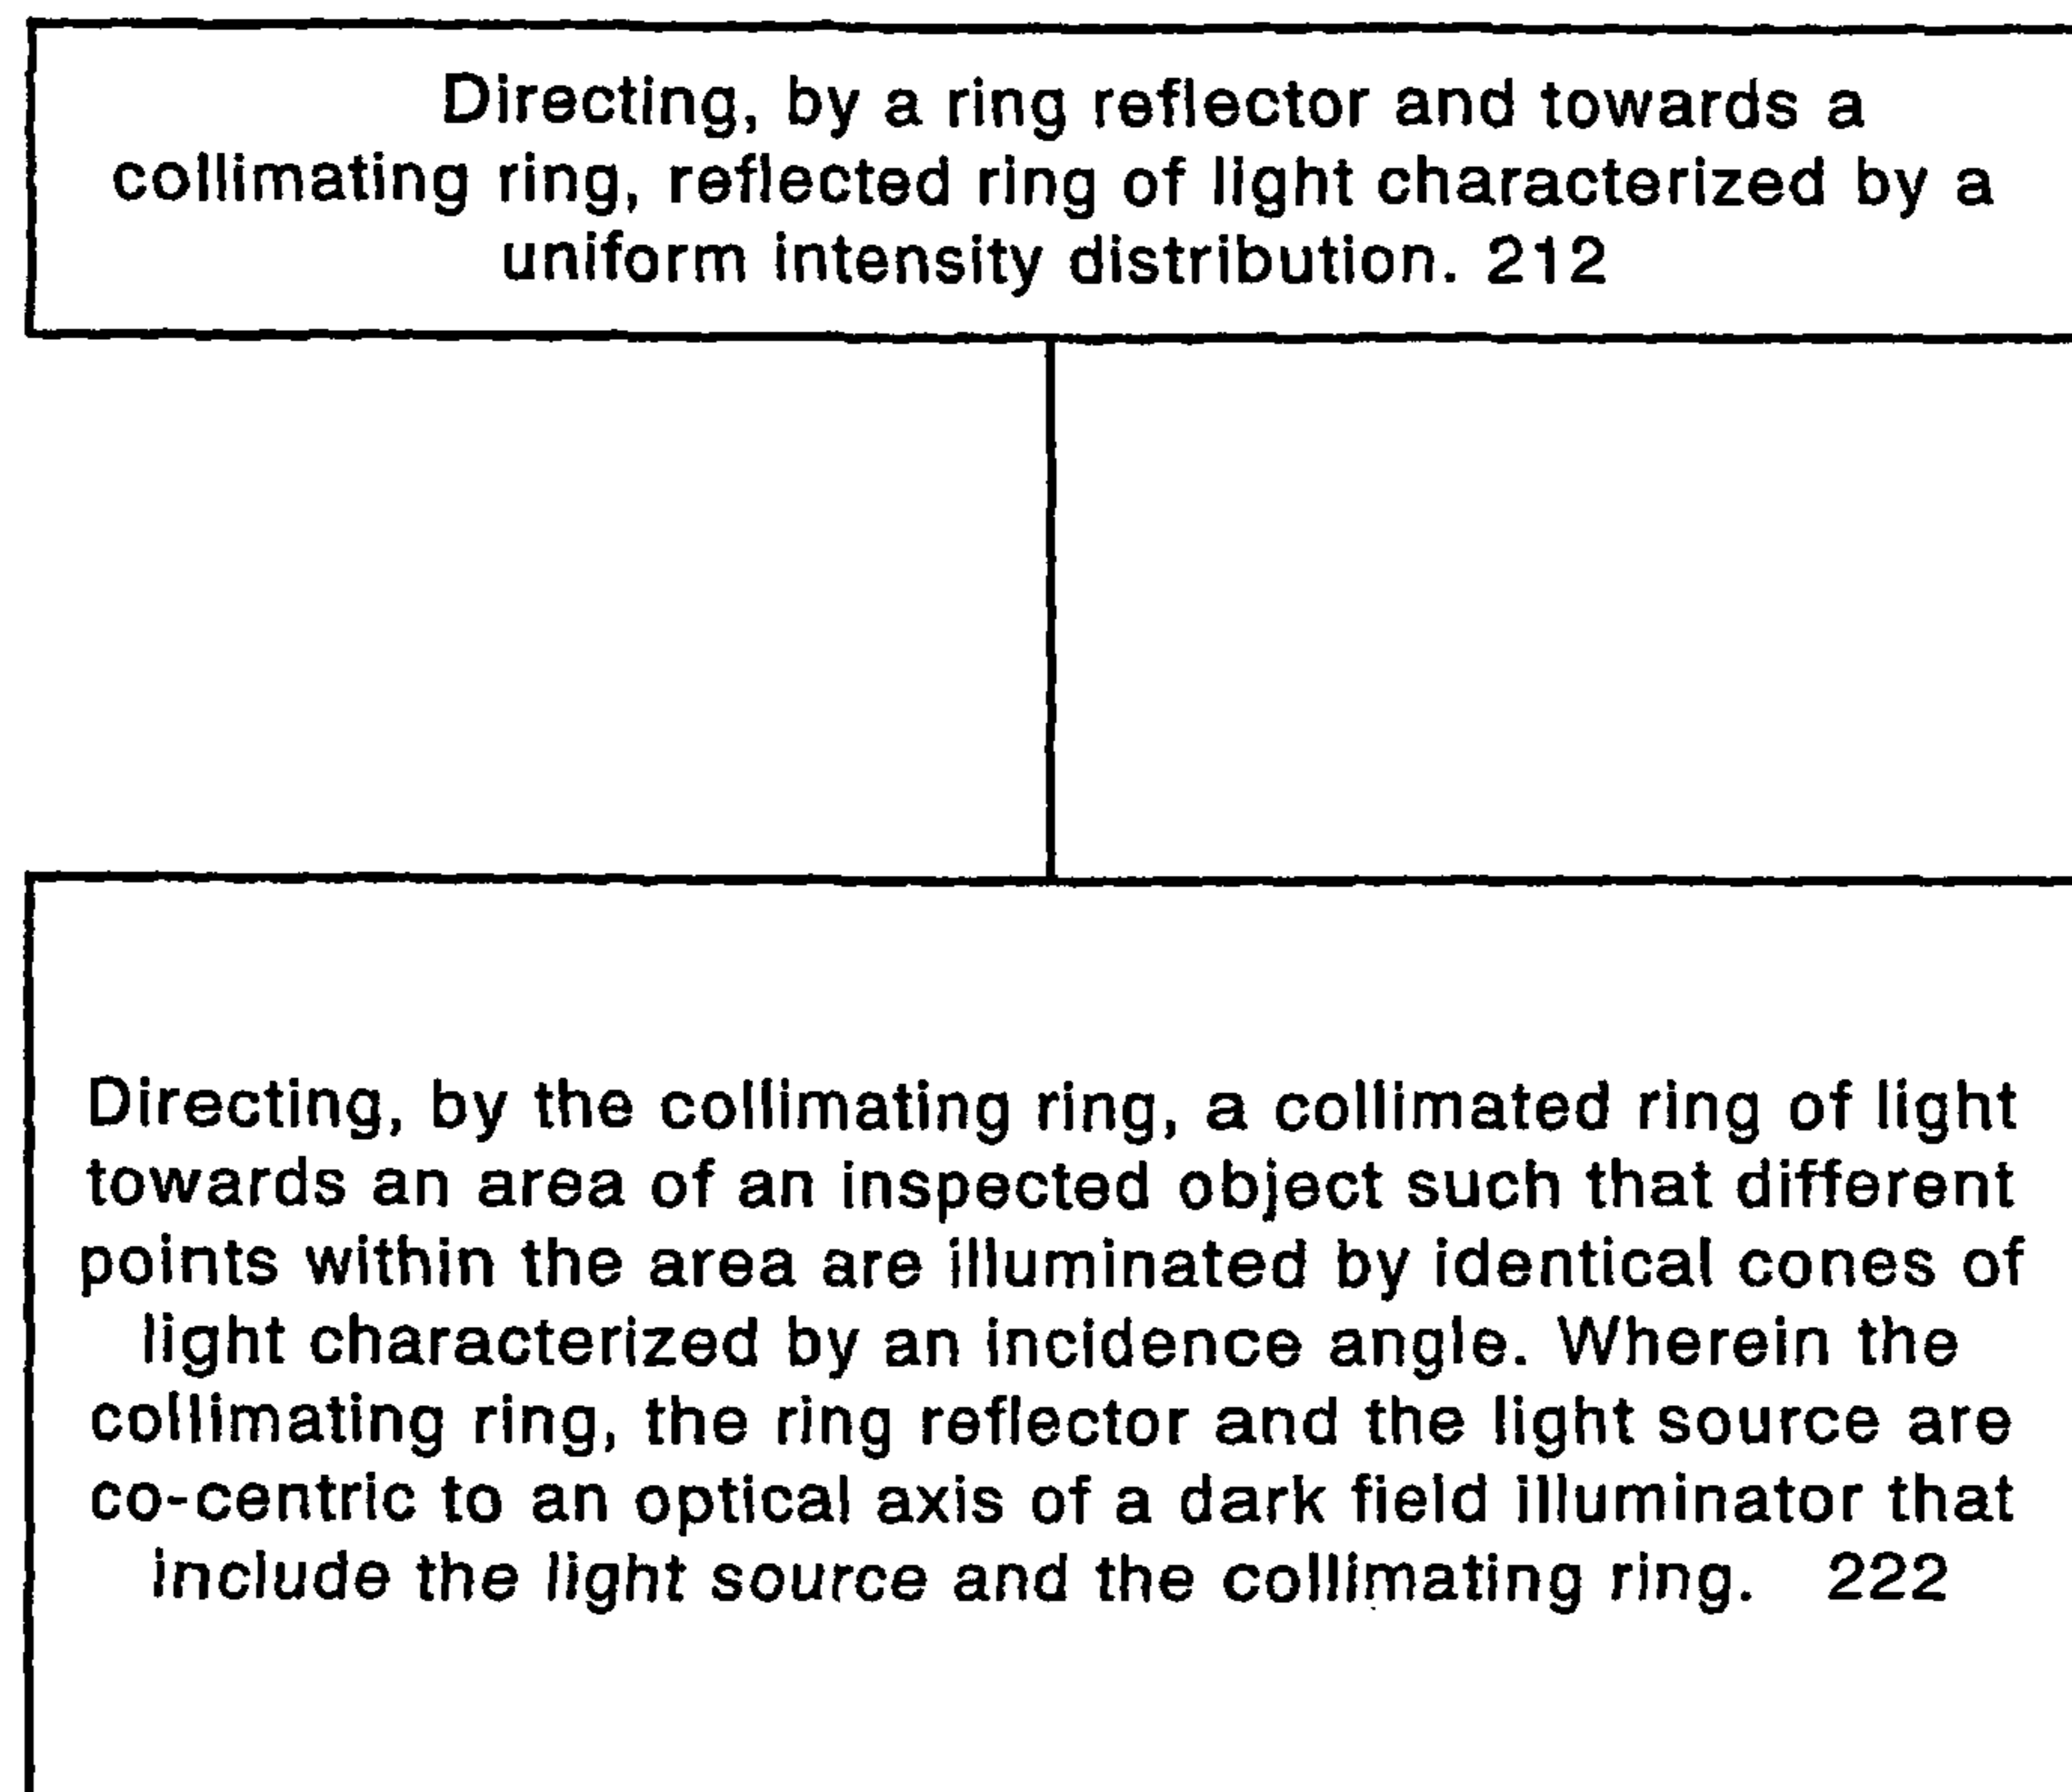 Directing, by a ring reflector and towards a
collimating ring, reflected ring of light characterized by a
uniform intensity distribution. 212
Directing, by the collimating ring, a collimated ring of light
towards an area of an inspected object such that different
points within the area are illuminated by identical cones of
light characterized by an incidence angle. Wherein the
collimating ring, the ring reflector and the light source are
co-centric to an optical axis of a dark field illuminator that
include the light source and the collimating ring. 222